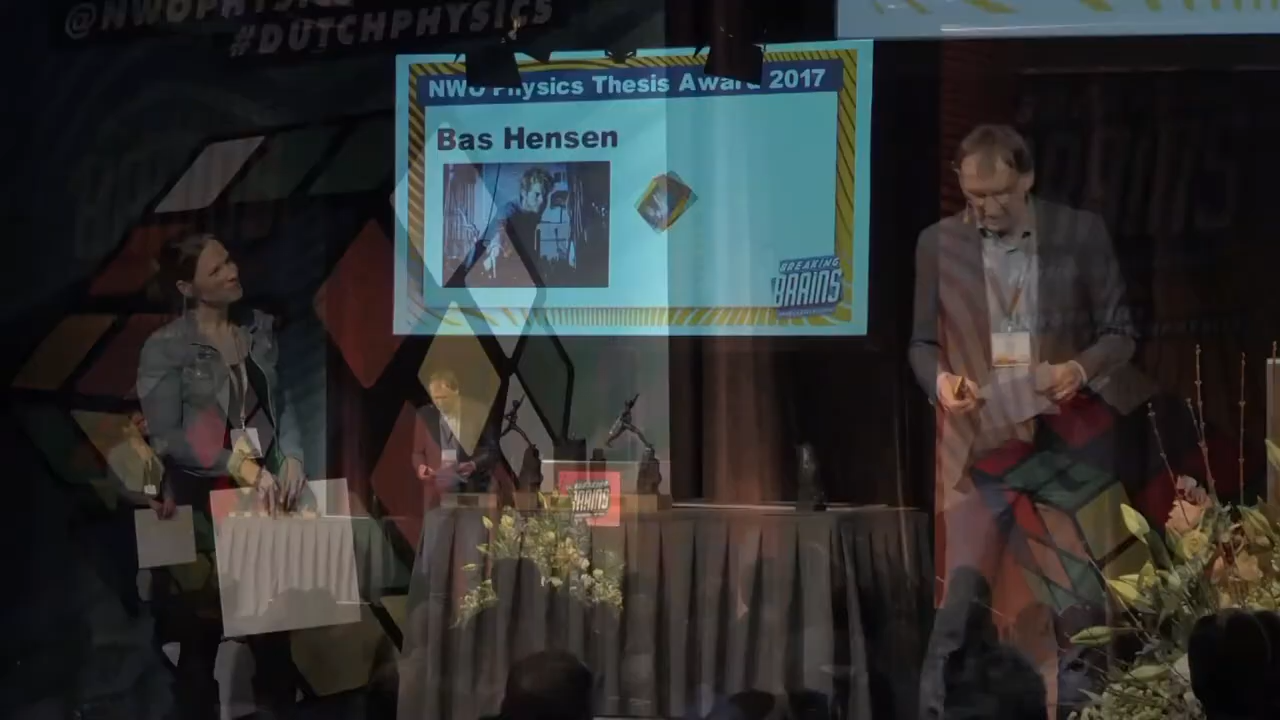 @NWOPHYSICS
#DUTCHPHYSICS
NWO Physics Thesis Award 2017
Bas Hensen
BREAKING
BRAINS
BRAINS